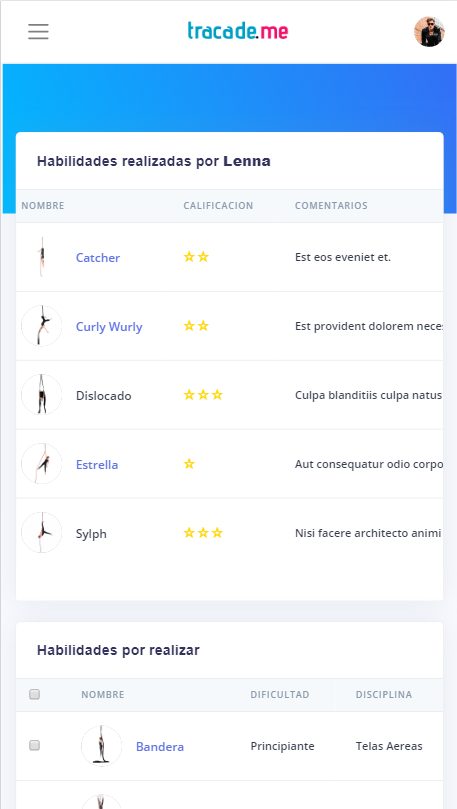 tracade.me
Habilidades realizadas por Lenna
NOMBRE CALIFICACION COMENTARIOS
Catcher Est eos eveniet et.
Curly Wurly Est provident dolorem neces
Dislocado Culpa blanditiis culpa natus
Estrella Aut consequatur odio corpo
Sylph Nisi facere architecto animi
Habilidades por realizar
NOMBRE DIFICULTAD DISCIPLINA
Bandera Principiante Telas Aereas